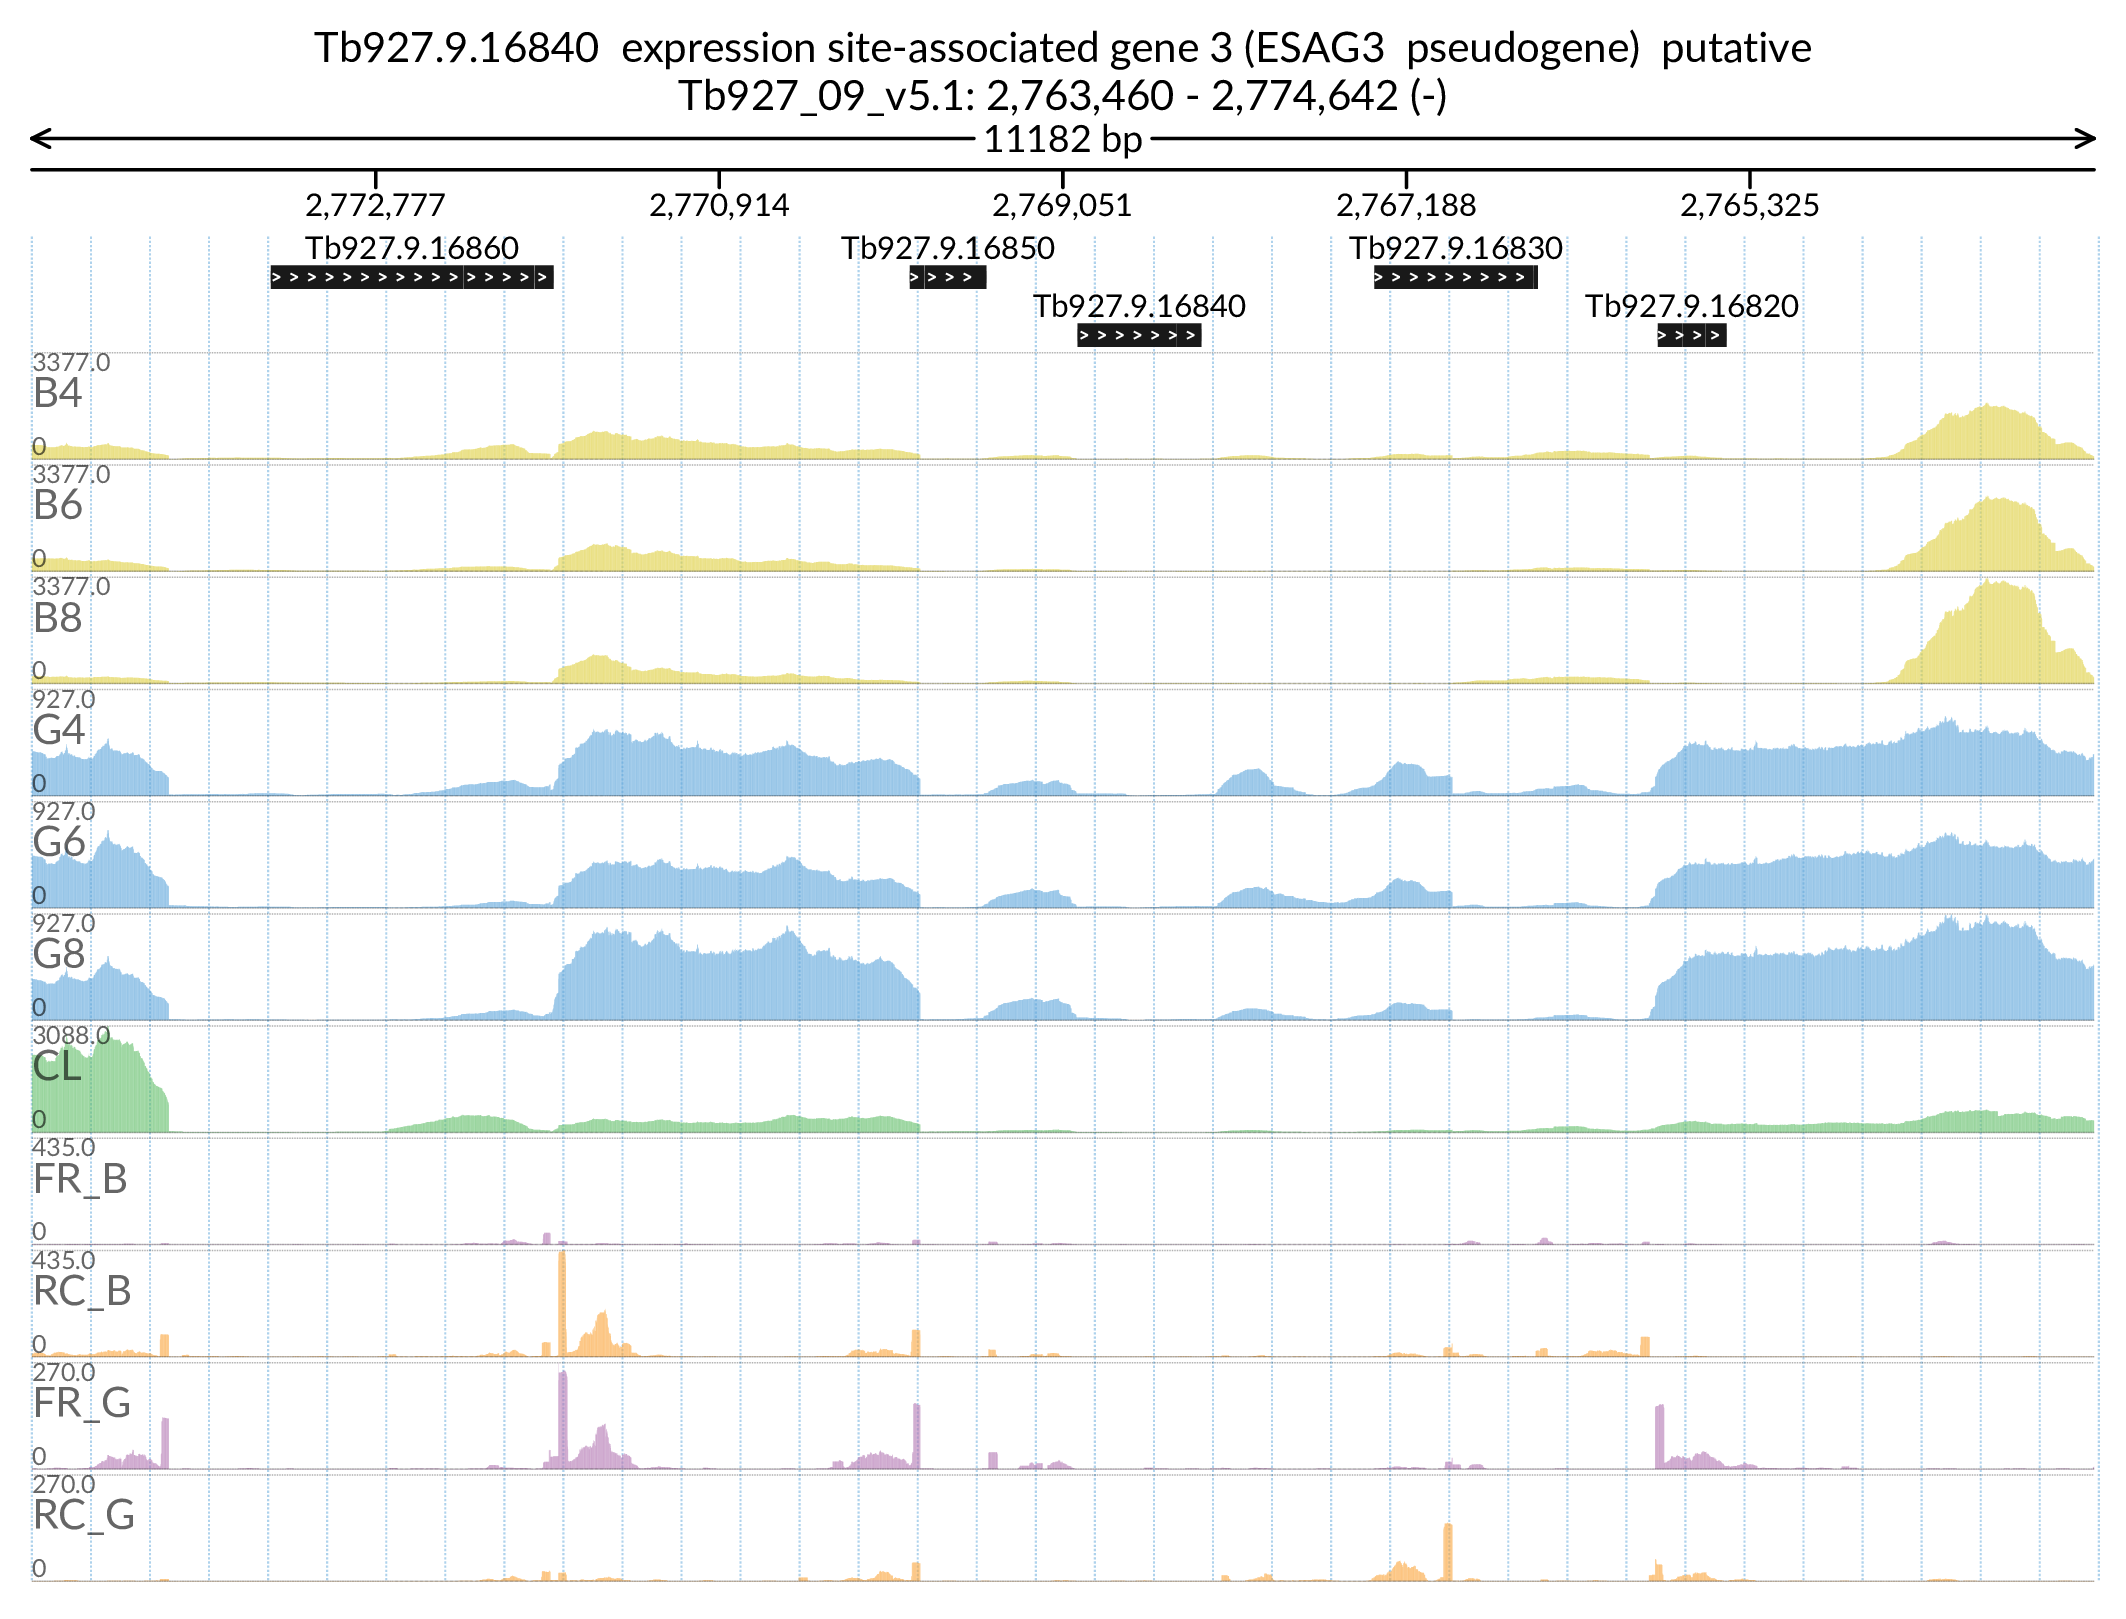 Tb927.9.16840  expression site-associated gene 3 (ESAG3  pseudogene)  putative
Tb927_09_v5.1: 2,763,460 - 2,774,642 (-)
11182 bp
2,772,777 2,770,914 2,769,051 2,767,188 2,765,325
Tb927.9.16860 Tb927.9.16850 Tb927.9.16830
Tb927.9.16840 Tb927.9.16820
3377.0
B4
0
3377.0
B6
0
3377.0
B8
0
927.0
G4
0
927.0
G6
0
927.0
G8
0
3088.0
CL
0
435.0
FR_B
0
435.0
RC_B
0
270.0
FR_G
0
270.0
RC_G
0